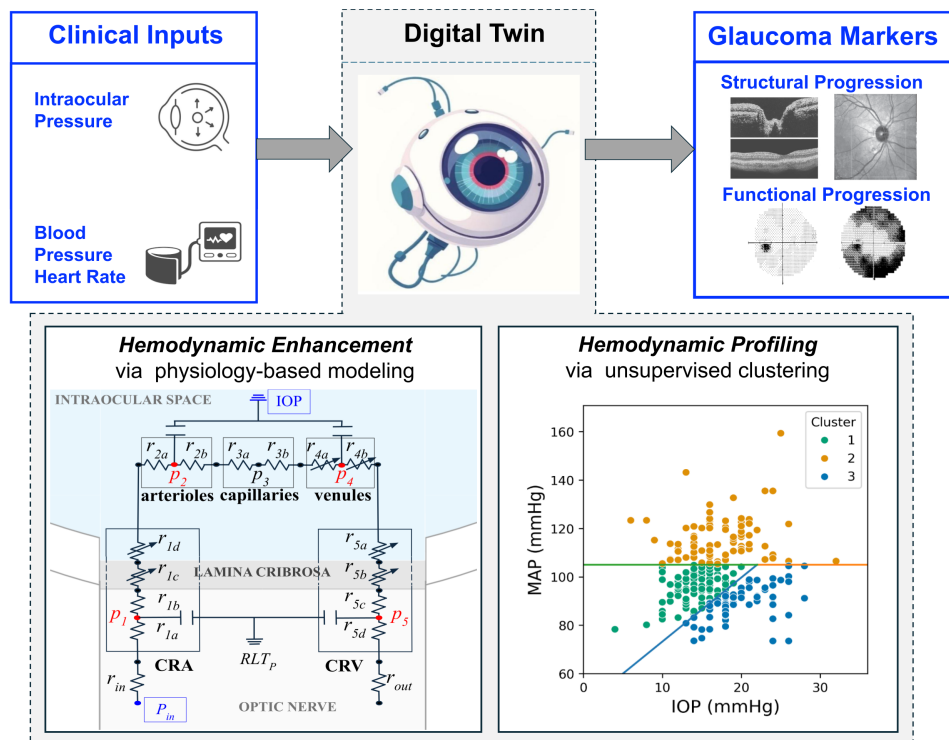 Clinical Inputs
Intraocular
Pressure
Blood
Pressure
Heart Rate
Digital Twin
Glaucoma Markers
Structural Progression
Functional Progression
Hemodynamic Enhancement
via physiology-based modeling
INTRAOCULAR SPACE
IOP
r2a
r2b
r3a
r3b
r4a
r4b
p2
p3
p4
arterioles
capillaries
venules
r1d
r5a
r1c
LAMINA CRIBROSA
r5b
r1b
r5c
p1
p5
r1a
r5d
CRA
RLTP
CRV
rin
rout
Pin
OPTIC NERVE
Hemodynamic Profiling
via unsupervised clustering
Cluster
1
2
3
MAP (mmHg)
160
140
120
100
80
60
0
10
20
30
IOP (mmHg)